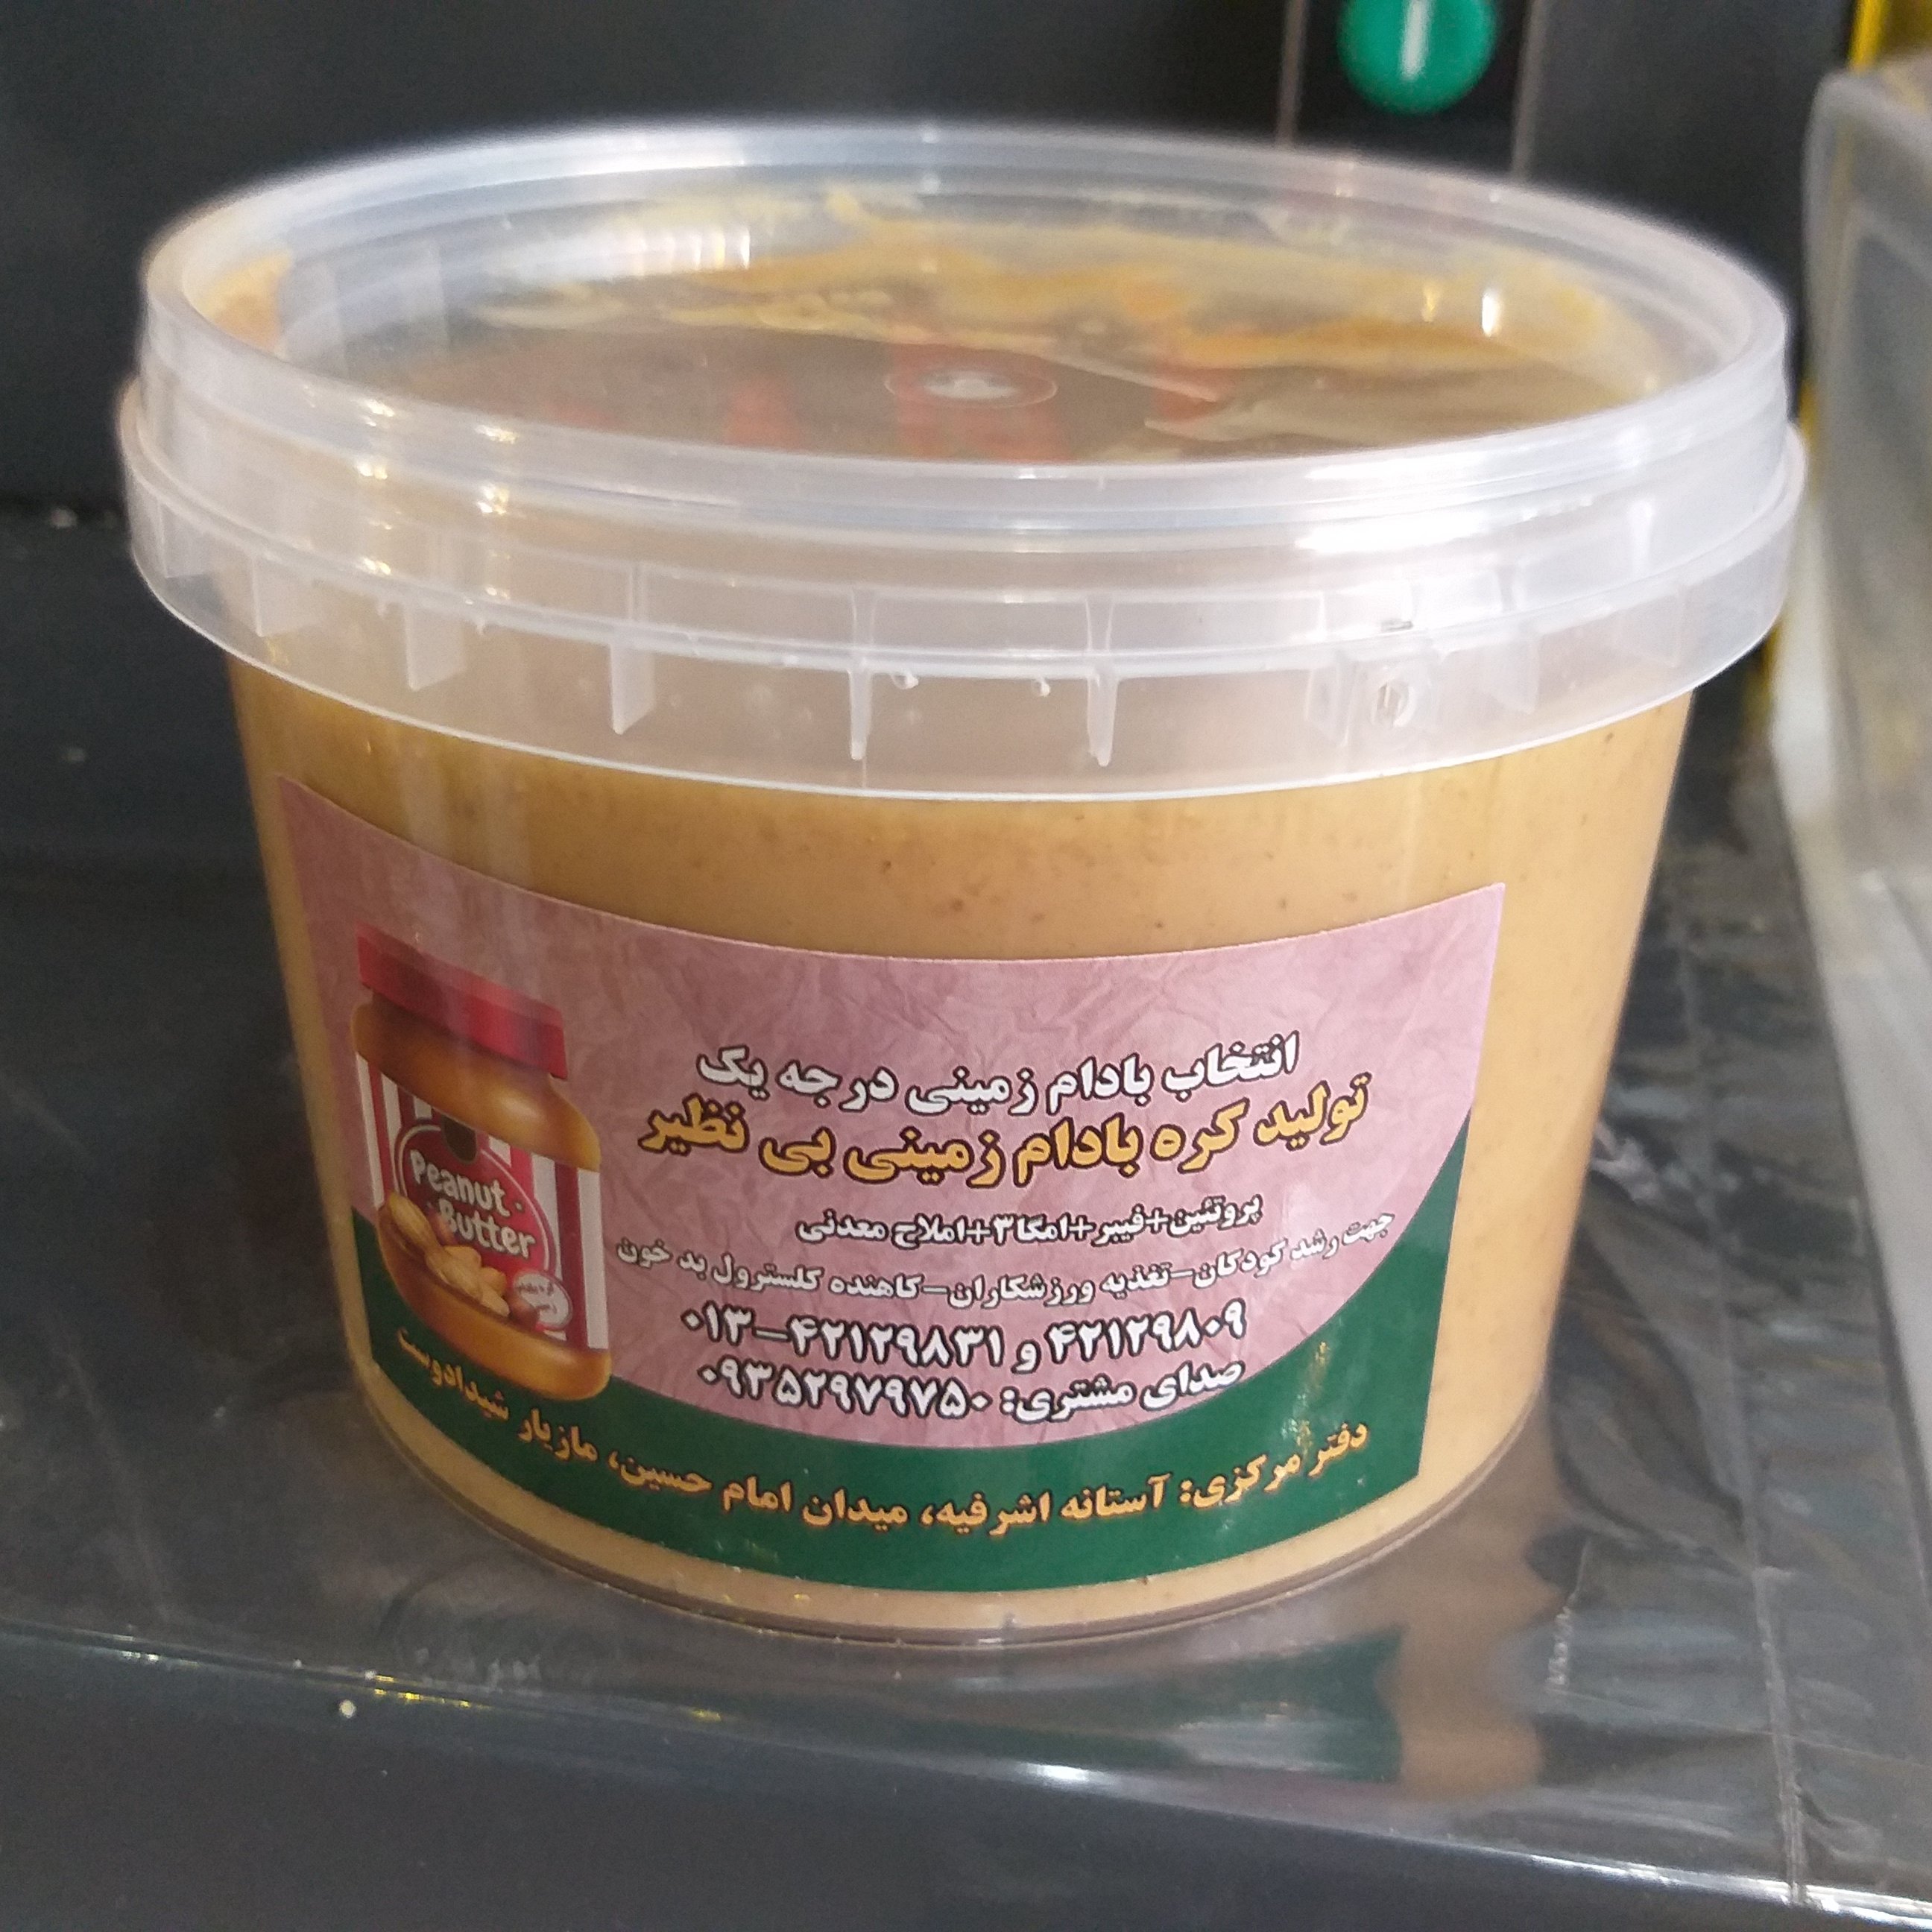 انتخاب بادام زمینی درجه یک
تولید کره بادام زمینی بی نظیر
پروتئین+فیبر+امگا۳+املاح معدنی
جهت رشد کودکان-تغذیه ورزشکاران-کاهنده کلسترول بد خون
۰۱۳-۴۲۱۲۹۸۳۱ و ۴۲۱۲۹۸۰۹
صدای مشتری: ۰۹۳۵۲۹۷۹۷۵۰
دفتر مرکزی: آستانه اشرفیه، میدان امام حسین، مازیار شیدادوست
Peanut
Butter